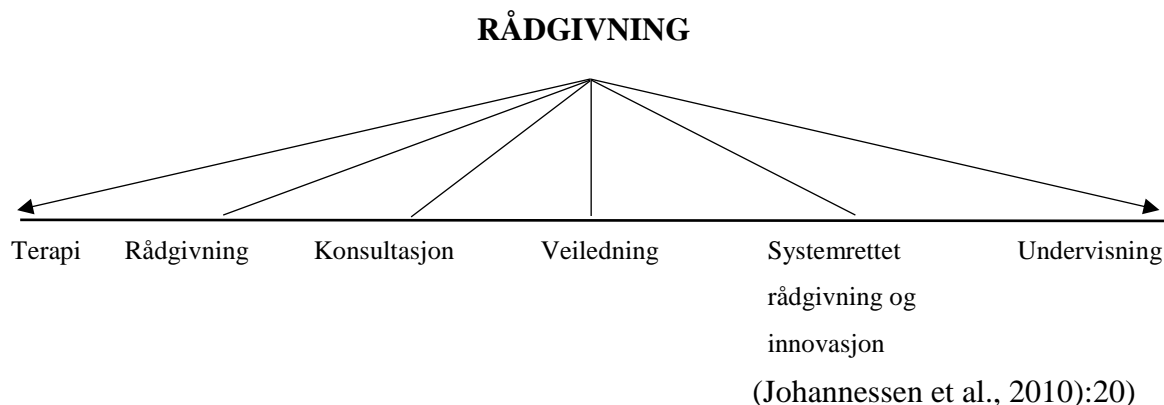 RÅDGIVNING
Terapi Rådgivning Konsultasjon Veiledning Systemrettet Undervisning
rådgivning og
innovasjon
(Johannessen et al., 2010):20)